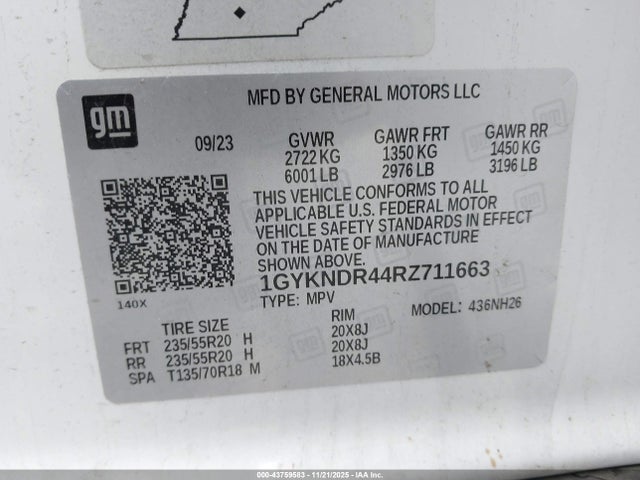 gm
MFD BY GENERAL MOTORS LLC
09/23 GVWR GAWR FRT GAWR RR
2722 KG 1350 KG 1450 KG
6001 LB 2976 LB 3196 LB
THIS VEHICLE CONFORMS TO ALL
APPLICABLE U.S. FEDERAL MOTOR
VEHICLE SAFETY STANDARDS IN EFFECT
ON THE DATE OF MANUFACTURE
SHOWN ABOVE.
1GYKNDR44RZ711663
140X
TYPE: MPV MODEL: 436NH26
TIRE SIZE RIM
FRT 235/55R20 H 20X8J
RR 235/55R20 H 20X8J
SPA T135/70R18 M 18X4.5B
00-43759583 - 11/21/2025 - IAAI.COM